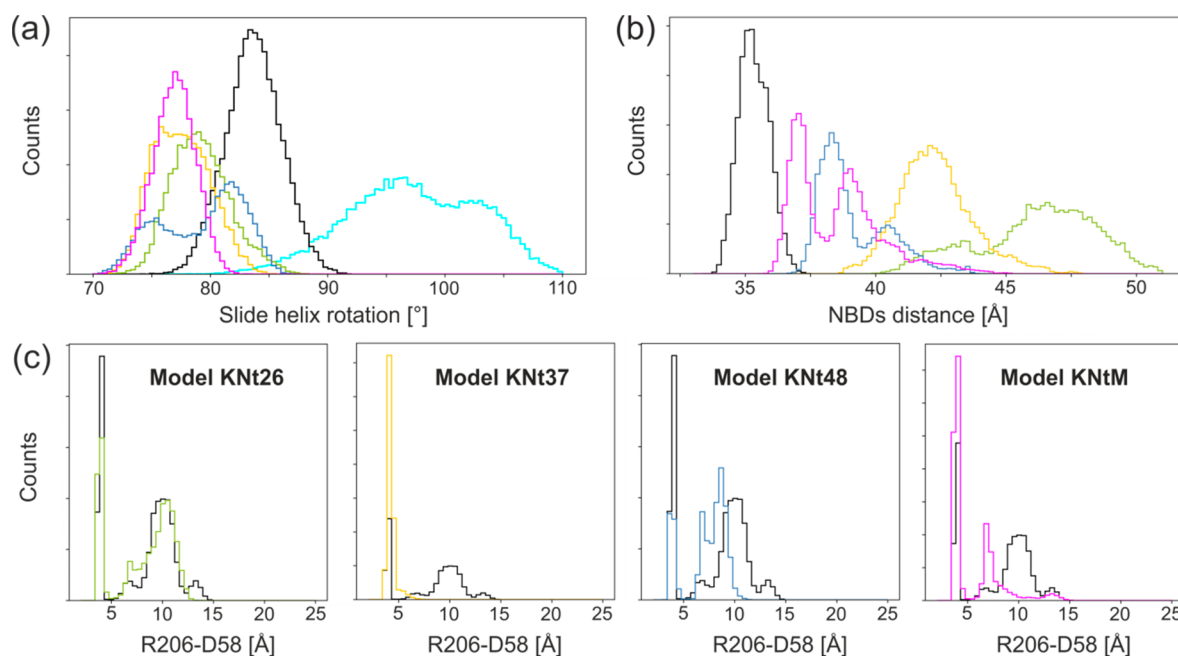 (a)
Counts
70 80 90 100 110
Slide helix rotation [°]
(b)
Counts
35 40 45 50
NBDs distance [Å]
(c)
Counts
Model KNt26
5 10 15 20 25
R206-D58 [Å]
Model KNt37
5 10 15 20 25
R206-D58 [Å]
Model KNt48
5 10 15 20 25
R206-D58 [Å]
Model KNtM
5 10 15 20 25
R206-D58 [Å]